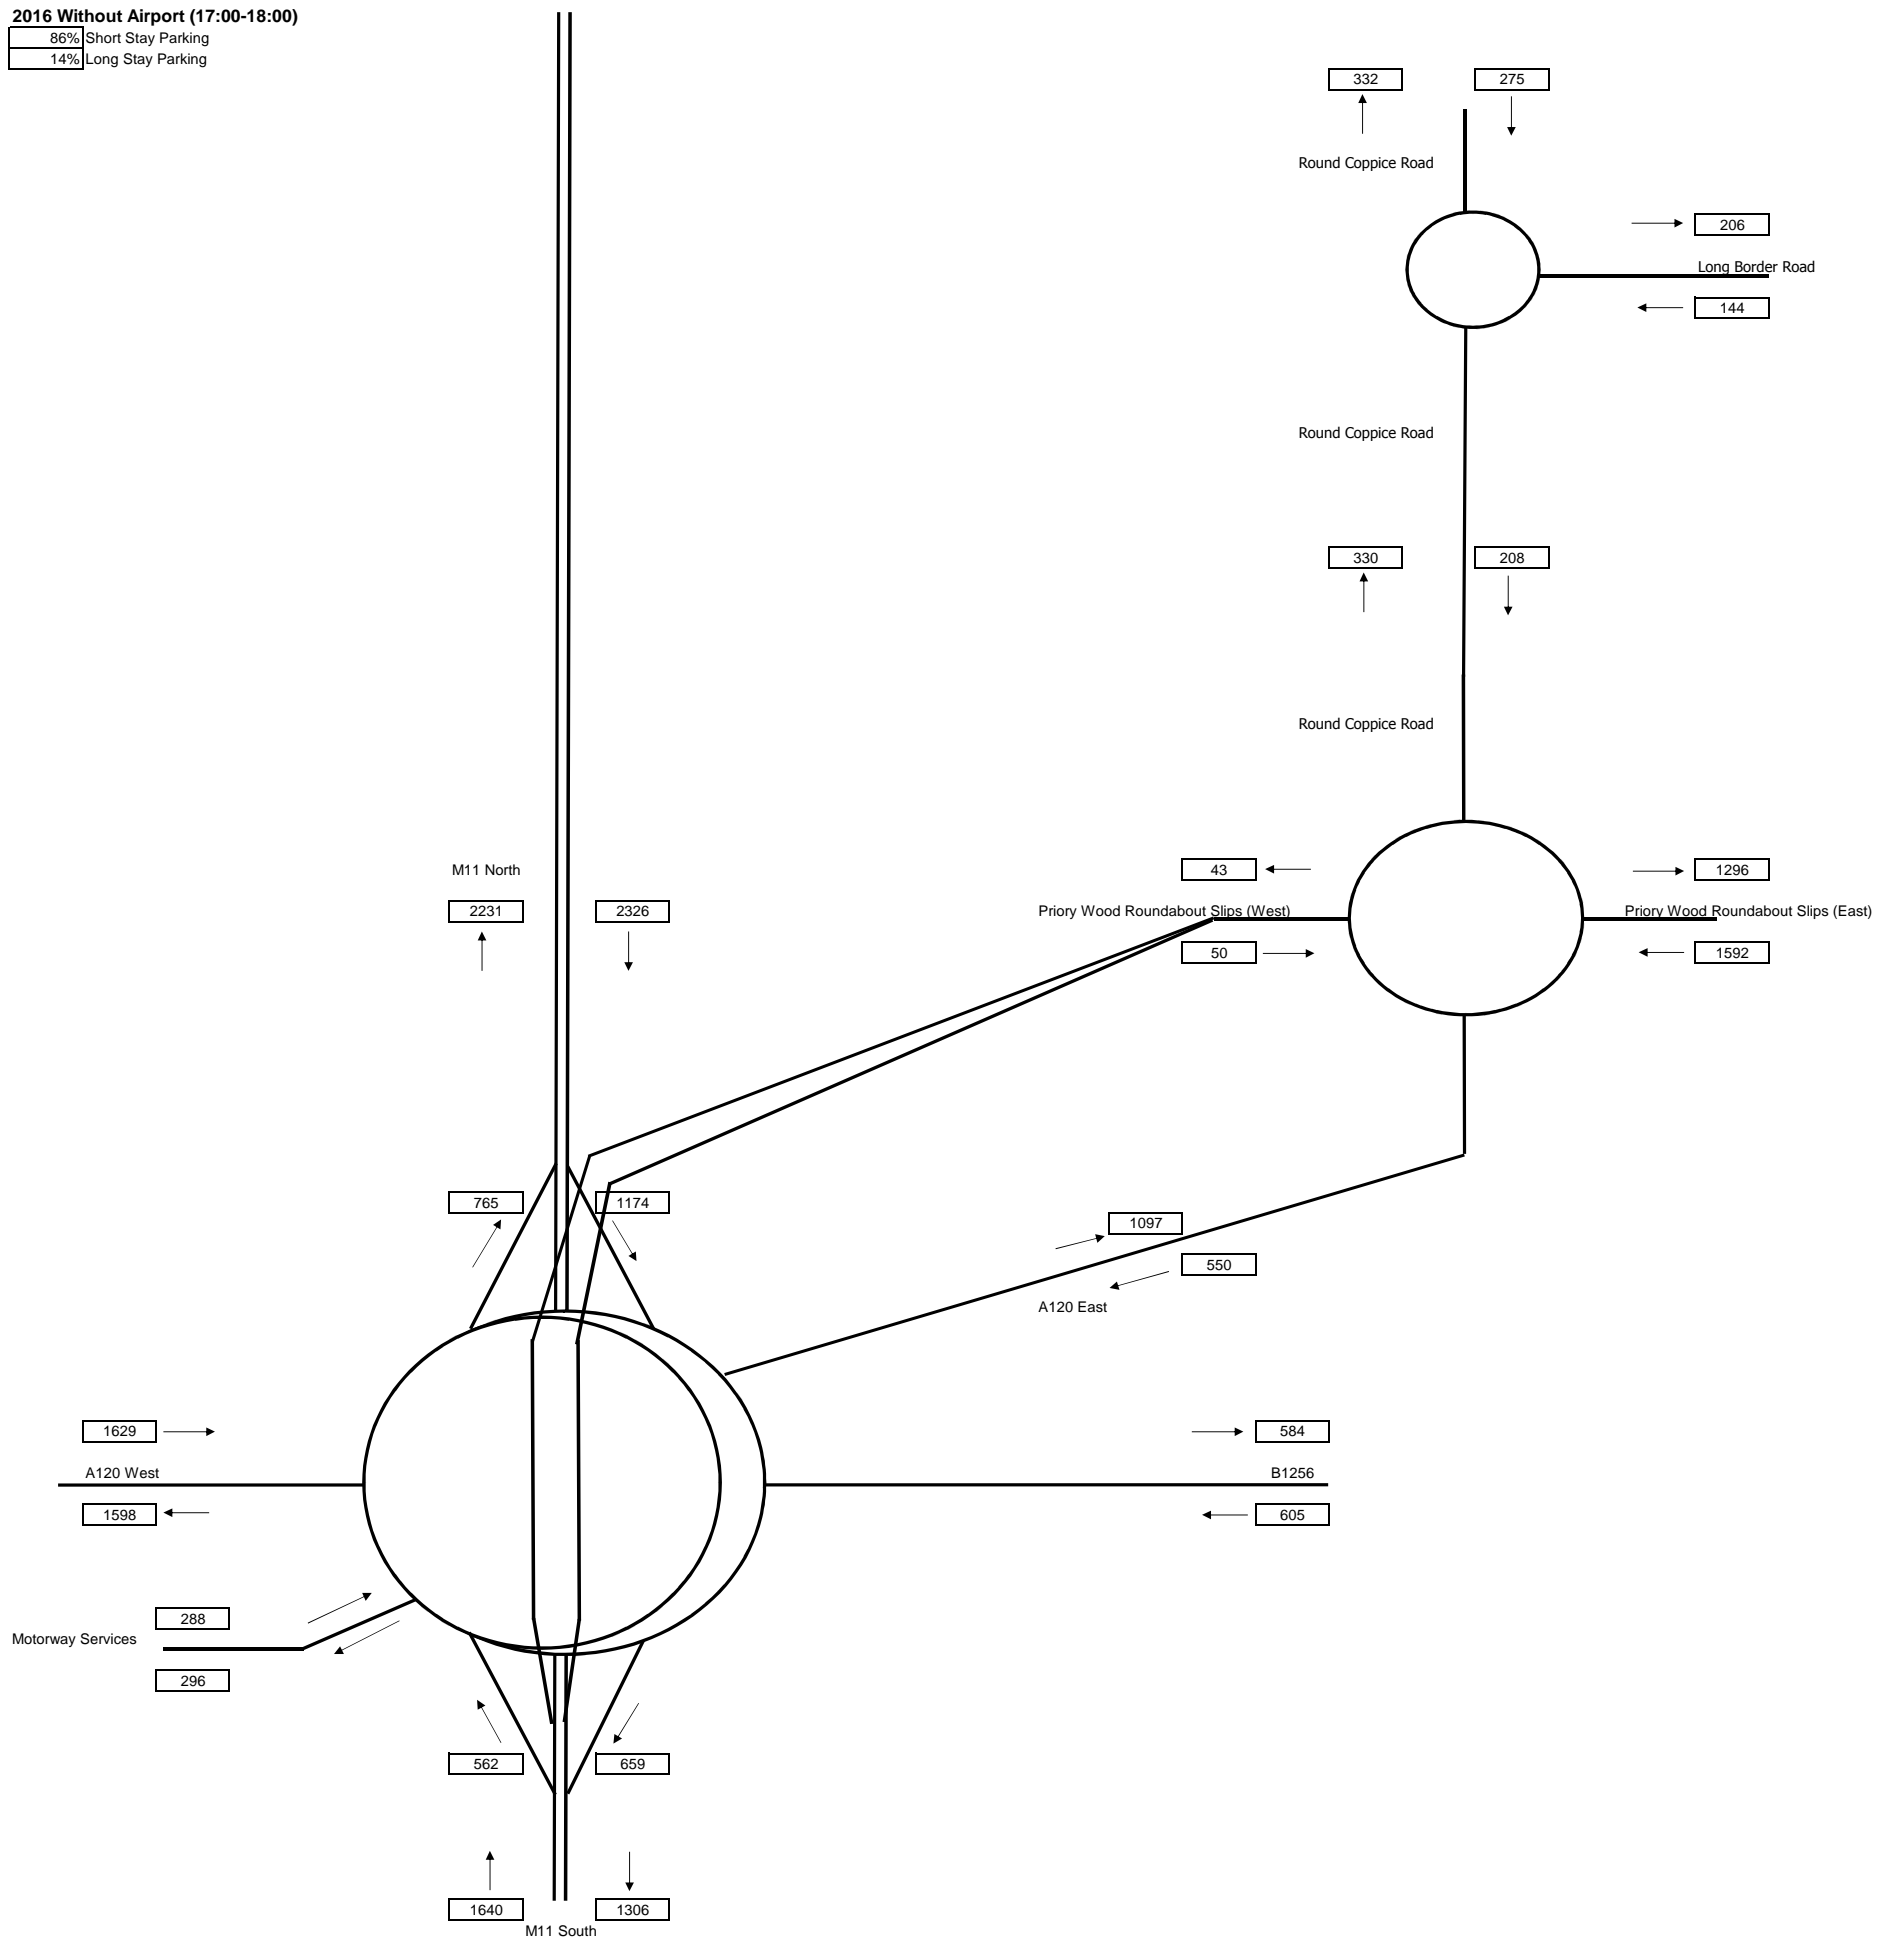 2016 Without Airport (17:00-18:00)
86% Short Stay Parking
14% Long Stay Parking
332 275
Round Coppice Road
206
Long Border Road
144
Round Coppice Road
330 208
Round Coppice Road
M11 North
43 1296
2231 2326
Priory Wood Roundabout Slips (West) Priory Wood Roundabout Slips (East)
50 1592
765 1174
1097
550
A120 East
1629 584
A120 West B1256
1598 605
288
Motorway Services
296
562 659
1640 1306
M11 South